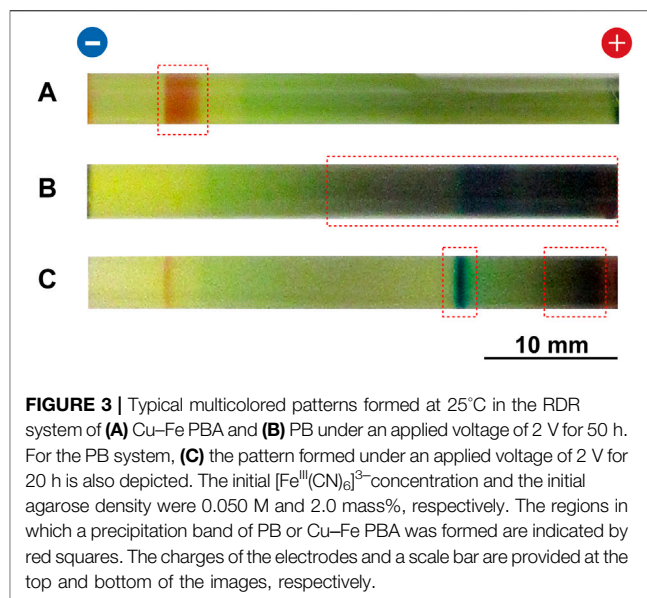 − +
A
B
C
10 mm
FIGURE 3 | Typical multicolored patterns formed at 25°C in the RDR
system of (A) Cu–Fe PBA and (B) PB under an applied voltage of 2 V for 50 h.
For the PB system, (C) the pattern formed under an applied voltage of 2 V for
20 h is also depicted. The initial [Feᴵᴵᴵ(CN)₆]³⁻concentration and the initial
agarose density were 0.050 M and 2.0 mass%, respectively. The regions in
which a precipitation band of PB or Cu–Fe PBA was formed are indicated by
red squares. The charges of the electrodes and a scale bar are provided at the
top and bottom of the images, respectively.